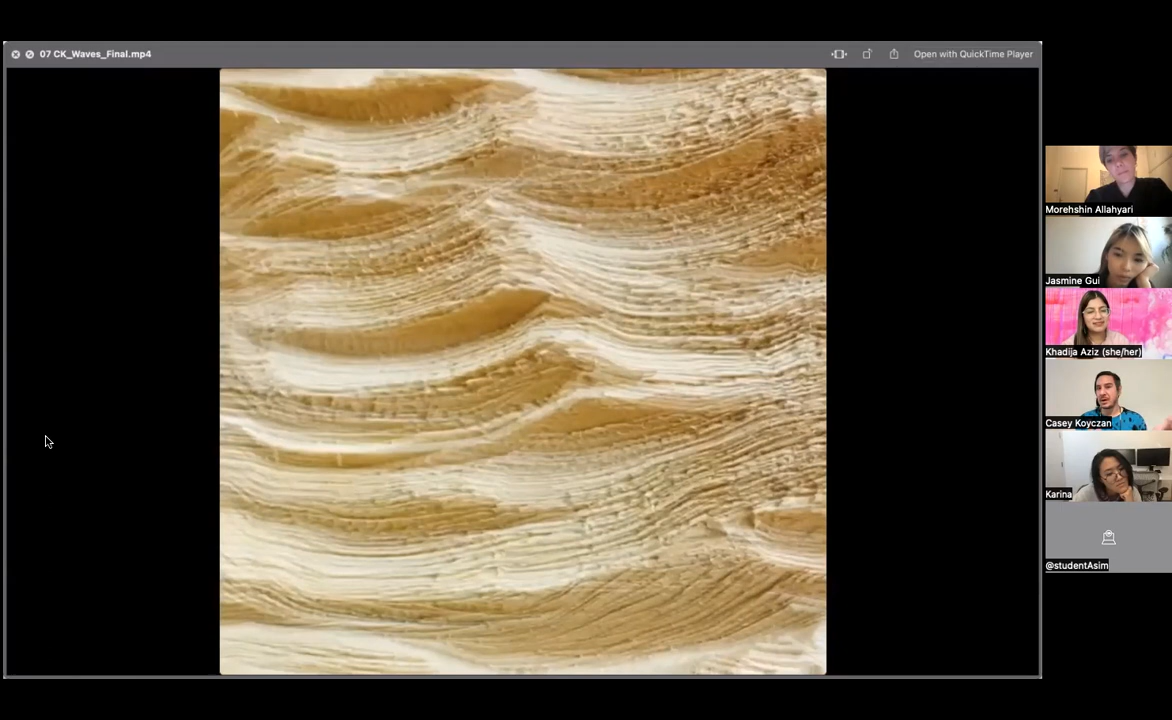 07 CK_Waves_Final.mp4
Open with QuickTime Player
Morehshin Allahyari
Jasmine Gui
Khadija Aziz (she/her)
Casey Koyczan
Karina
@studentAsim